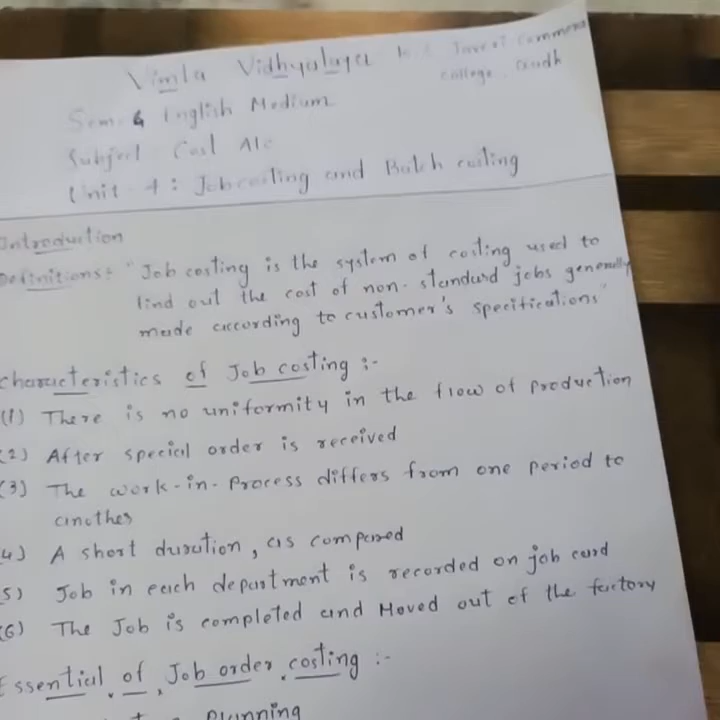 Vimla Vidhyalaya
college
Sem. 6 English Medium
Subject Cost A/c
Unit - 4 : Job costing and Batch costing
Introduction
Definitions: "Job costing is the system of costing used to
find out the cost of non-standard jobs generally
made according to customer's specifications"
Characteristics of Job costing :-
(1) There is no uniformity in the flow of production
(2) After special order is received
(3) The work-in-Process differs from one period to
another
(4) A short duration, as compared
(5) Job in each department is recorded on job card
(6) The Job is completed and Moved out of the factory
Essential of Job order costing :-
Planning